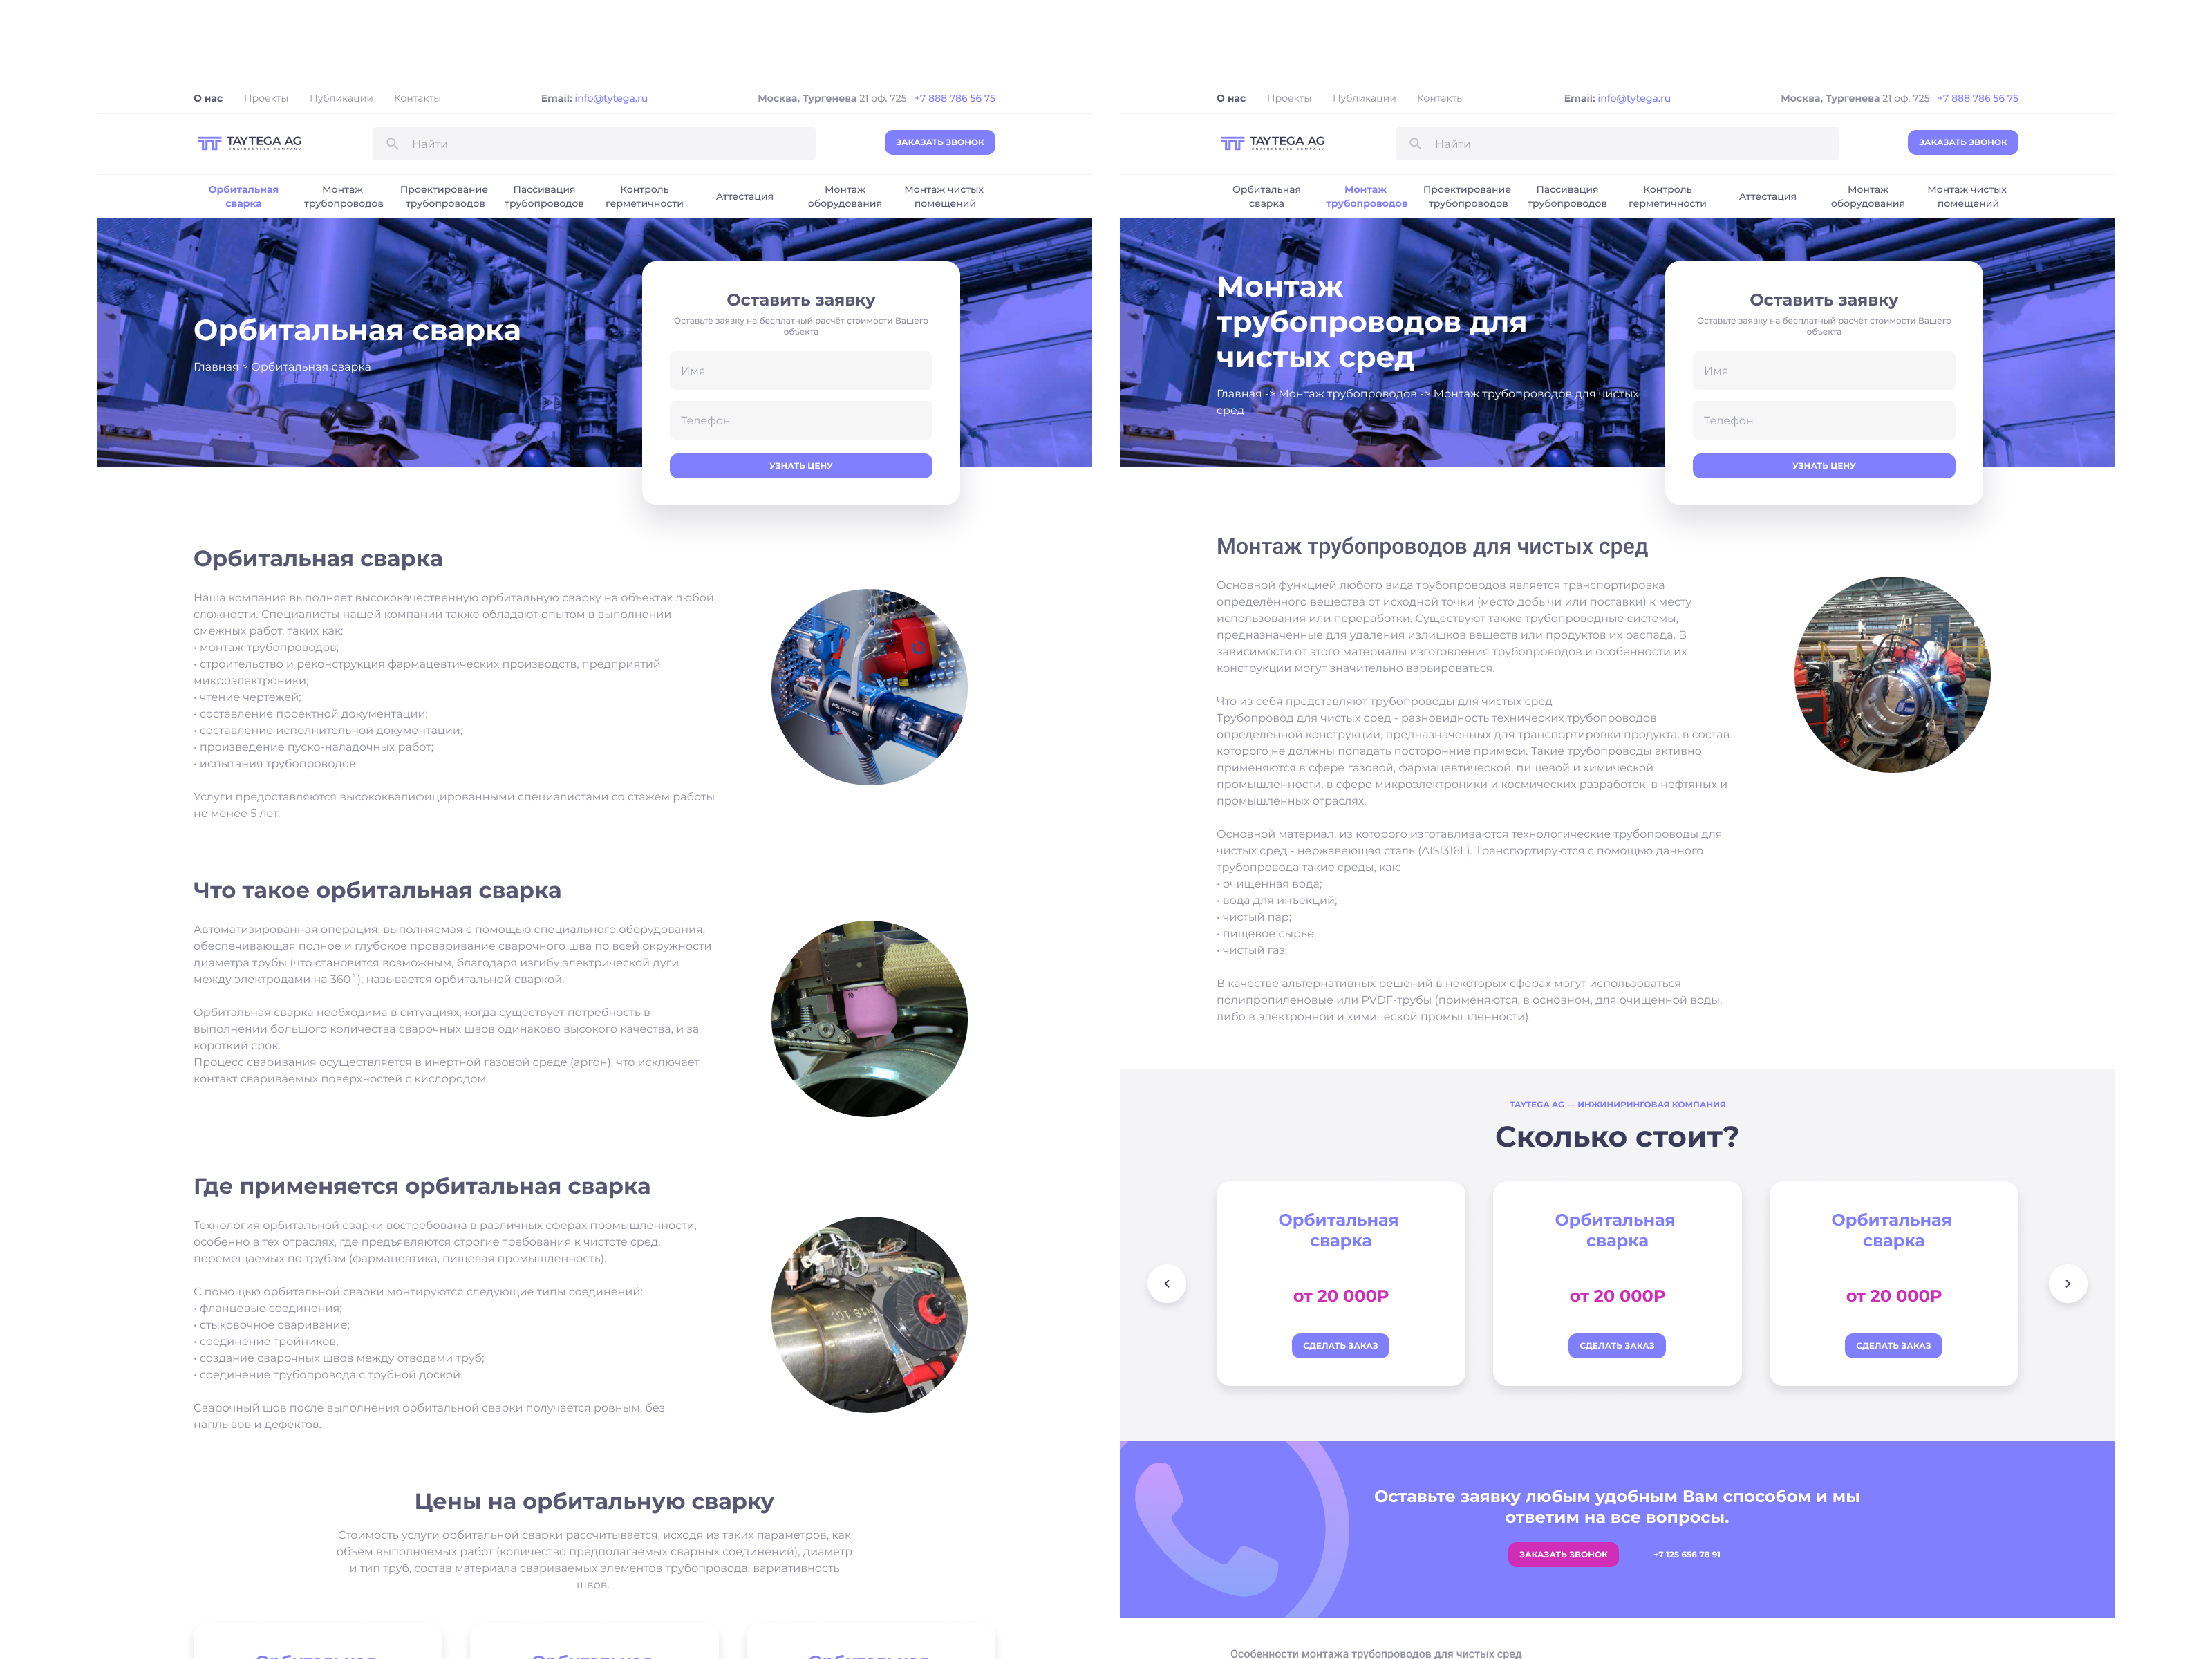 О нас Проекты Публикации Контакты Email: info@tytega.ru Москва, Тургенева 21 оф. 725 +7 888 786 56 75
TAYTEGA AG
ENGINEERING COMPANY
Найти
ЗАКАЗАТЬ ЗВОНОК
Орбитальная сварка
Монтаж трубопроводов
Проектирование трубопроводов
Пассивация трубопроводов
Контроль герметичности
Аттестация
Монтаж оборудования
Монтаж чистых помещений
Орбитальная сварка
Главная > Орбитальная сварка
Оставить заявку
Оставьте заявку на бесплатный расчёт стоимости Вашего
объекта
Имя
Телефон
УЗНАТЬ ЦЕНУ
Орбитальная сварка
Наша компания выполняет высококачественную орбитальную сварку на объектах любой
сложности. Специалисты нашей компании также обладают опытом в выполнении
смежных работ, таких как:
• монтаж трубопроводов;
• строительство и реконструкция фармацевтических производств, предприятий
микроэлектроники;
• чтение чертежей;
• составление проектной документации;
• составление исполнительной документации;
• произведение пуско-наладочных работ;
• испытания трубопроводов.
Услуги предоставляются высококвалифицированными специалистами со стажем работы
не менее 5 лет.
Что такое орбитальная сварка
Автоматизированная операция, выполняемая с помощью специального оборудования,
обеспечивающая полное и глубокое проваривание сварочного шва по всей окружности
диаметра трубы (что становится возможным, благодаря изгибу электрической дуги
между электродами на 360˚), называется орбитальной сваркой.
Орбитальная сварка необходима в ситуациях, когда существует потребность в
выполнении большого количества сварочных швов одинаково высокого качества, и за
короткий срок.
Процесс сваривания осуществляется в инертной газовой среде (аргон), что исключает
контакт свариваемых поверхностей с кислородом.
Где применяется орбитальная сварка
Технология орбитальной сварки востребована в различных сферах промышленности,
особенно в тех отраслях, где предъявляются строгие требования к чистоте сред,
перемещаемых по трубам (фармацевтика, пищевая промышленность).
С помощью орбитальной сварки монтируются следующие типы соединений:
• фланцевые соединения;
• стыковочное сваривание;
• соединение тройников;
• создание сварочных швов между отводами труб;
• соединение трубопровода с трубной доской.
Сварочный шов после выполнения орбитальной сварки получается ровным, без
наплывов и дефектов.
Цены на орбитальную сварку
Стоимость услуги орбитальной сварки рассчитывается, исходя из таких параметров, как
объём выполняемых работ (количество предполагаемых сварных соединений), диаметр
и тип труб, состав материала свариваемых элементов трубопровода, вариативность
швов.
Орбитальная Орбитальная Орбитальная
О нас Проекты Публикации Контакты Email: info@tytega.ru Москва, Тургенева 21 оф. 725 +7 888 786 56 75
TAYTEGA AG
ENGINEERING COMPANY
Найти
ЗАКАЗАТЬ ЗВОНОК
Орбитальная сварка
Монтаж трубопроводов
Проектирование трубопроводов
Пассивация трубопроводов
Контроль герметичности
Аттестация
Монтаж оборудования
Монтаж чистых помещений
Монтаж
трубопроводов для
чистых сред
Главная -> Монтаж трубопроводов -> Монтаж трубопроводов для чистых
сред
Оставить заявку
Оставьте заявку на бесплатный расчёт стоимости Вашего
объекта
Имя
Телефон
УЗНАТЬ ЦЕНУ
Монтаж трубопроводов для чистых сред
Основной функцией любого вида трубопроводов является транспортировка
определённого вещества от исходной точки (место добычи или поставки) к месту
использования или переработки. Существуют также трубопроводные системы,
предназначенные для удаления излишков веществ или продуктов их распада. В
зависимости от этого материалы изготовления трубопроводов и особенности их
конструкции могут значительно варьироваться.
Что из себя представляют трубопроводы для чистых сред
Трубопровод для чистых сред - разновидность технических трубопроводов
определённой конструкции, предназначенных для транспортировки продукта, в состав
которого не должны попадать посторонние примеси. Такие трубопроводы активно
применяются в сфере газовой, фармацевтической, пищевой и химической
промышленности, в сфере микроэлектроники и космических разработок, в нефтяных и
промышленных отраслях.
Основной материал, из которого изготавливаются технологические трубопроводы для
чистых сред - нержавеющая сталь (AISI316L). Транспортируются с помощью данного
трубопровода такие среды, как:
• очищенная вода;
• вода для инъекций;
• чистый пар;
• пищевое сырьё;
• чистый газ.
В качестве альтернативных решений в некоторых сферах могут использоваться
полипропиленовые или PVDF-трубы (применяются, в основном, для очищенной воды,
либо в электронной и химической промышленности).
TAYTEGA AG — ИНЖИНИРИНГОВАЯ КОМПАНИЯ
Сколько стоит?
Орбитальная
сварка
от 20 000Р
СДЕЛАТЬ ЗАКАЗ
Орбитальная
сварка
от 20 000Р
СДЕЛАТЬ ЗАКАЗ
Орбитальная
сварка
от 20 000Р
СДЕЛАТЬ ЗАКАЗ
Оставьте заявку любым удобным Вам способом и мы
ответим на все вопросы.
ЗАКАЗАТЬ ЗВОНОК +7 125 656 78 91
Особенности монтажа трубопроводов для чистых сред